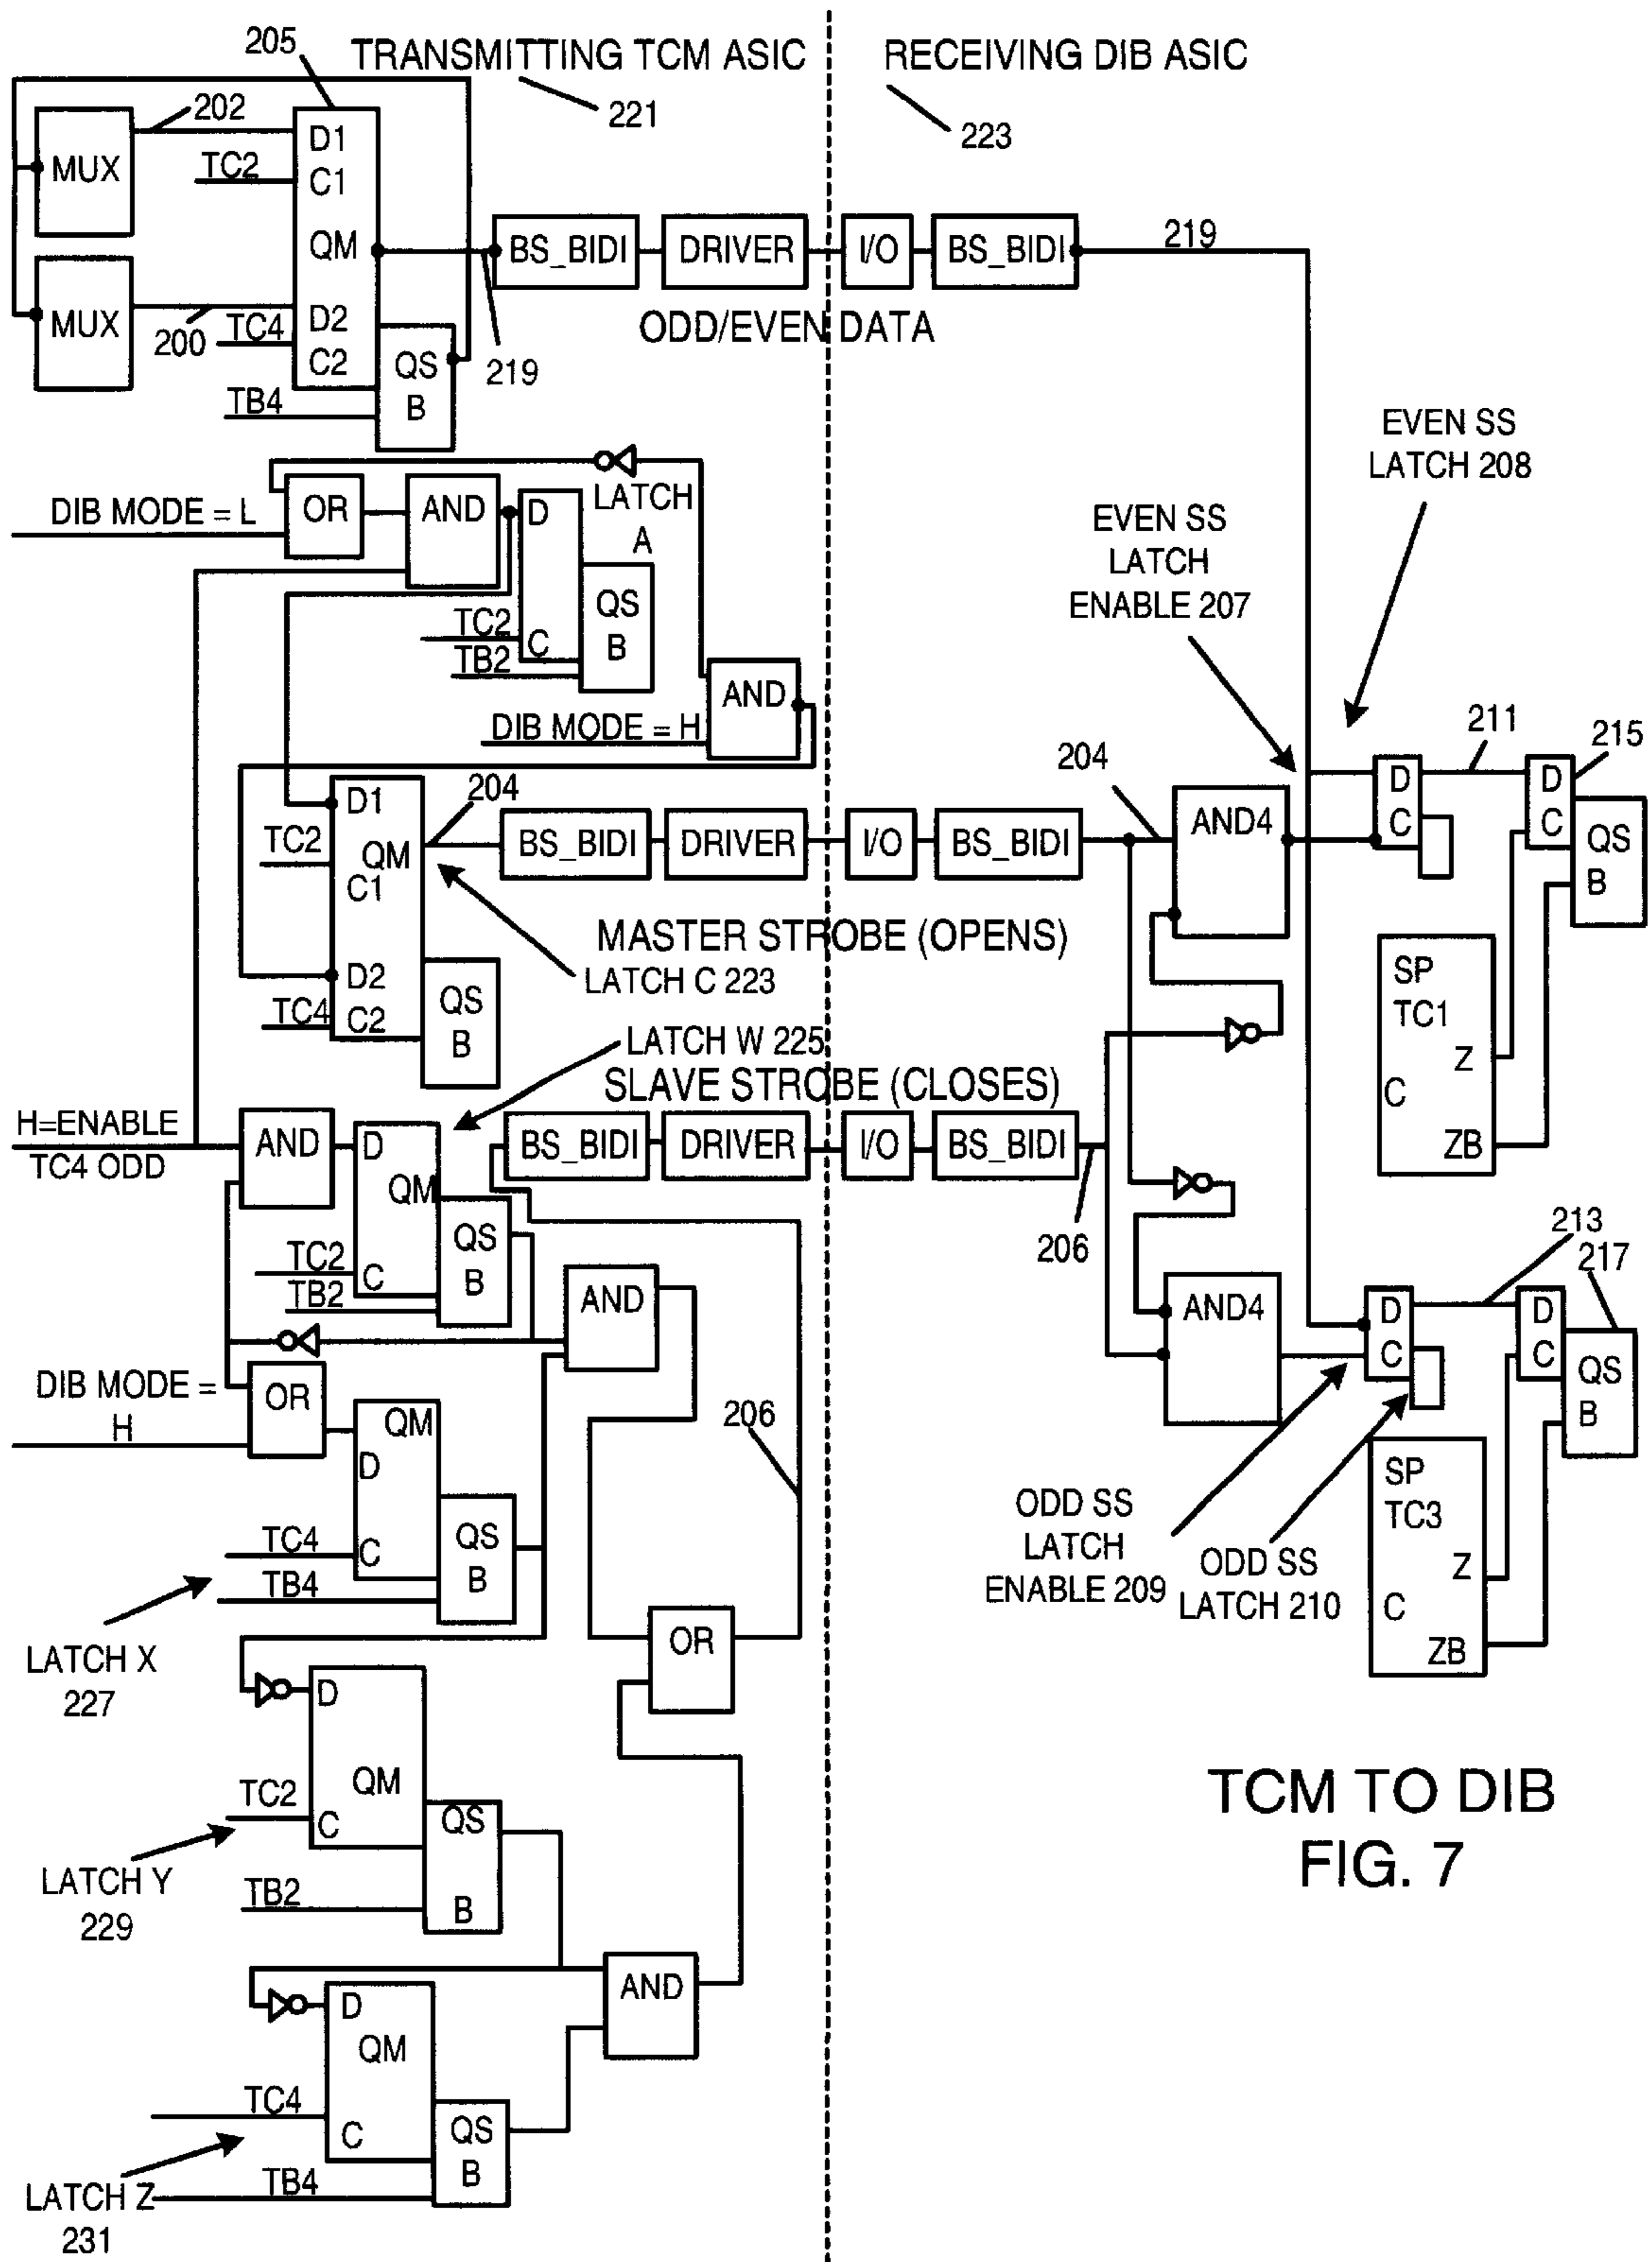 205
TRANSMITTING TCM ASIC
RECEIVING DIB ASIC
221
223
202
MUX
TC2
D1
C1
QM
D2
C2
MUX
200
TC4
QS
B
TB4
219
BS_BIDI
DRIVER
I/O
BS_BIDI
219
ODD/EVEN DATA
EVEN SS
LATCH 208
EVEN SS
LATCH
ENABLE 207
DIB MODE = L
OR
AND
D
C
LATCH
A
QS
B
TC2
TB2
AND
DIB MODE = H
D1
QM
C1
D2
C2
TC2
TC4
QS
B
204
BS_BIDI
DRIVER
I/O
BS_BIDI
204
AND4
MASTER STROBE (OPENS)
LATCH C 223
D
C
211
215
D
C
QS
B
SP
TC1
Z
C
ZB
LATCH W 225
SLAVE STROBE (CLOSES)
H=ENABLE
TC4 ODD
AND
D
QM
C
QS
B
TC2
TB2
BS_BIDI
DRIVER
I/O
BS_BIDI
206
AND4
AND
DIB MODE =
H
OR
QM
D
C
QS
B
TC4
TB4
206
213
217
D
C
D
C
QS
B
SP
TC3
Z
C
ZB
ODD SS
LATCH
ENABLE 209
ODD SS
LATCH 210
LATCH X
227
OR
D
QM
C
QS
B
TC2
TB2
LATCH Y
229
AND
D
QM
C
QS
B
TC4
TB4
LATCH Z
231
TCM TO DIB
FIG. 7